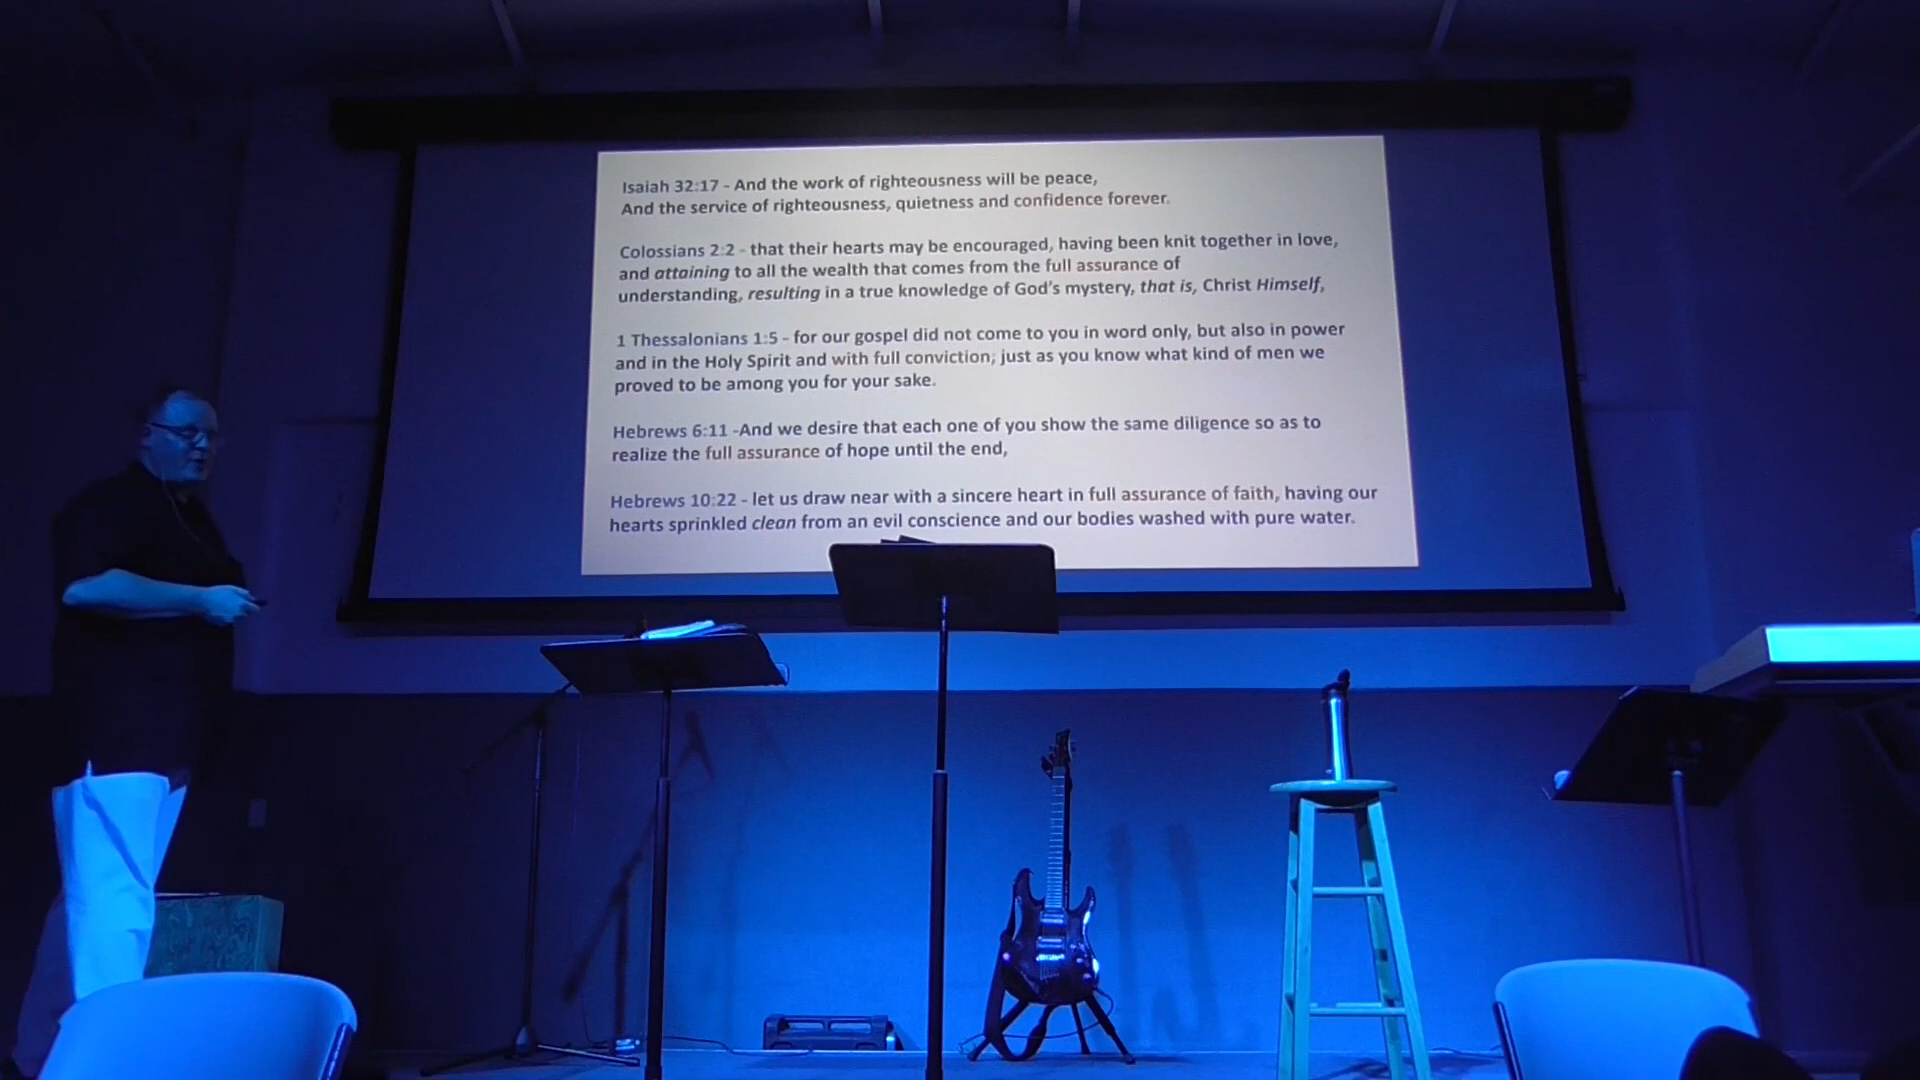 Isaiah 32:17 - And the work of righteousness will be peace,
And the service of righteousness, quietness and confidence forever.
Colossians 2:2 - that their hearts may be encouraged, having been knit together in love,
and attaining to all the wealth that comes from the full assurance of
understanding, resulting in a true knowledge of God's mystery, that is, Christ Himself,
1 Thessalonians 1:5 - for our gospel did not come to you in word only, but also in power
and in the Holy Spirit and with full conviction; just as you know what kind of men we
proved to be among you for your sake.
Hebrews 6:11 -And we desire that each one of you show the same diligence so as to
realize the full assurance of hope until the end,
Hebrews 10:22 - let us draw near with a sincere heart in full assurance of faith, having our
hearts sprinkled clean from an evil conscience and our bodies washed with pure water.